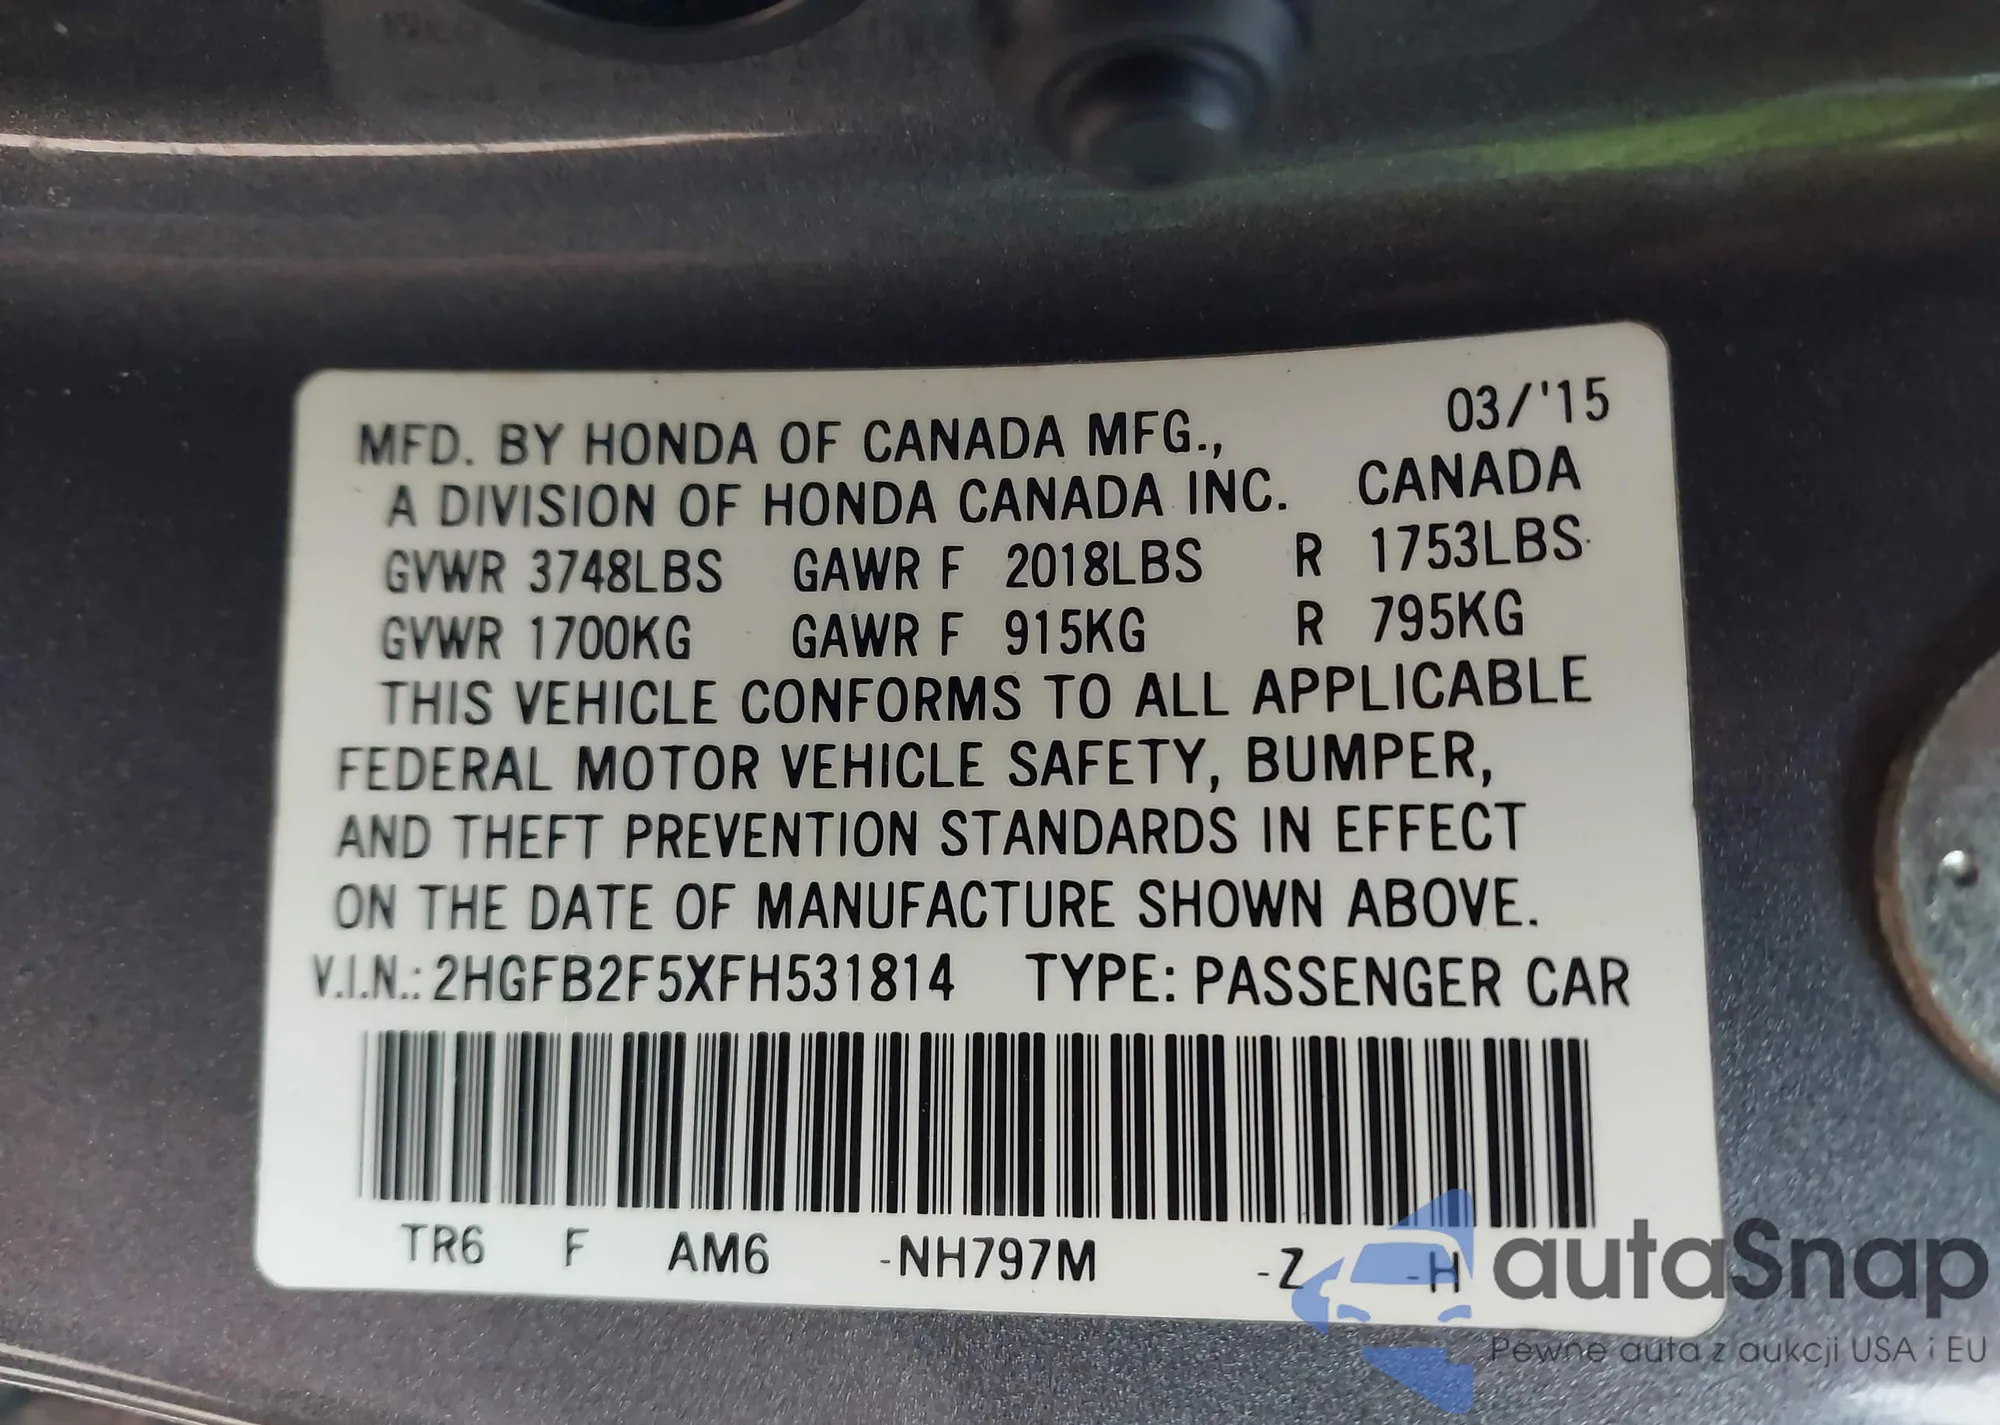 03/'15
MFD. BY HONDA OF CANADA MFG.,
A DIVISION OF HONDA CANADA INC. CANADA
GVWR 3748LBS GAWR F 2018LBS R 1753LBS
GVWR 1700KG GAWR F 915KG R 795KG
THIS VEHICLE CONFORMS TO ALL APPLICABLE
FEDERAL MOTOR VEHICLE SAFETY, BUMPER,
AND THEFT PREVENTION STANDARDS IN EFFECT
ON THE DATE OF MANUFACTURE SHOWN ABOVE.
V.I.N.: 2HGFB2F5XFH531814 TYPE: PASSENGER CAR
TR6 F AM6 -NH797M -Z -H
autaSnap
Pewne auta z aukcji USA i EU